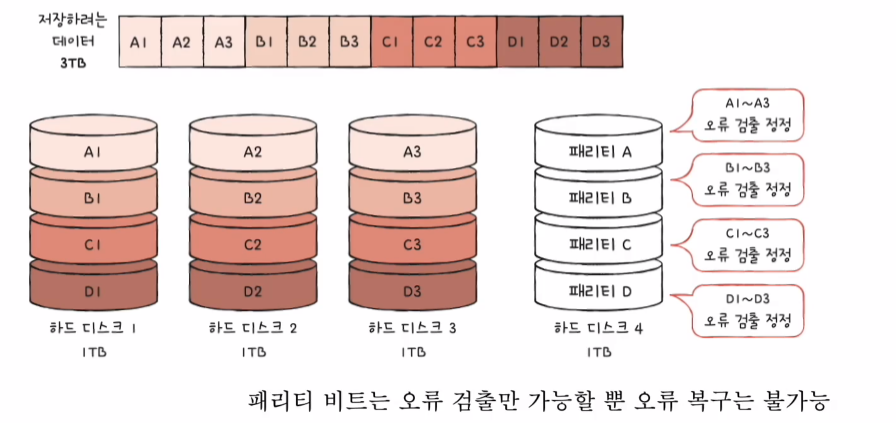 저장하려는
데이터
3TB
A1 A2 A3 B1 B2 B3 C1 C2 C3 D1 D2 D3
A1
B1
C1
D1
하드 디스크 1
1TB
A2
B2
C2
D2
하드 디스크 2
1TB
A3
B3
C3
D3
하드 디스크 3
1TB
패리티 A
패리티 B
패리티 C
패리티 D
하드 디스크 4
1TB
A1~A3
오류 검출 정정
B1~B3
오류 검출 정정
C1~C3
오류 검출 정정
D1~D3
오류 검출 정정
패리티 비트는 오류 검출만 가능할 뿐 오류 복구는 불가능